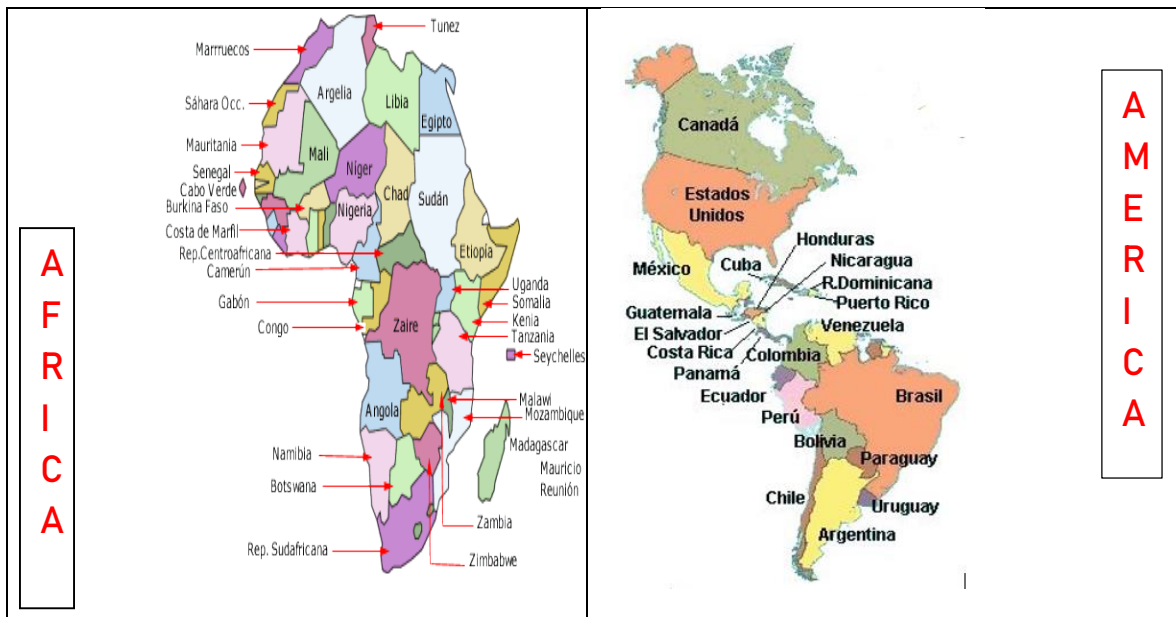 A
F
R
I
C
A
Tunez
Marrruecos
Argelia
Libia
Egipto
Sáhara Occ.
Mauritania
Mali
Níger
Senegal
Cabo Verde
Chad
Sudán
Burkina Faso
Nigeria
Costa de Marfil
Etiopía
Rep.Centroafricana
Camerún
Uganda
Gabón
Somalia
Kenia
Congo
Zaire
Tanzania
Seychelles
Malawi
Angola
Mozambique
Madagascar
Namibia
Mauricio
Botswana
Reunión
Zambia
Rep. Sudafricana
Zimbabwe
Canadá
Estados
Unidos
Honduras
Nicaragua
México
Cuba
R.Dominicana
Puerto Rico
Guatemala
Venezuela
El Salvador
Costa Rica
Colombia
Panamá
Ecuador
Brasil
Perú
Bolivia
Paraguay
Chile
Uruguay
Argentina
A
M
E
R
I
C
A